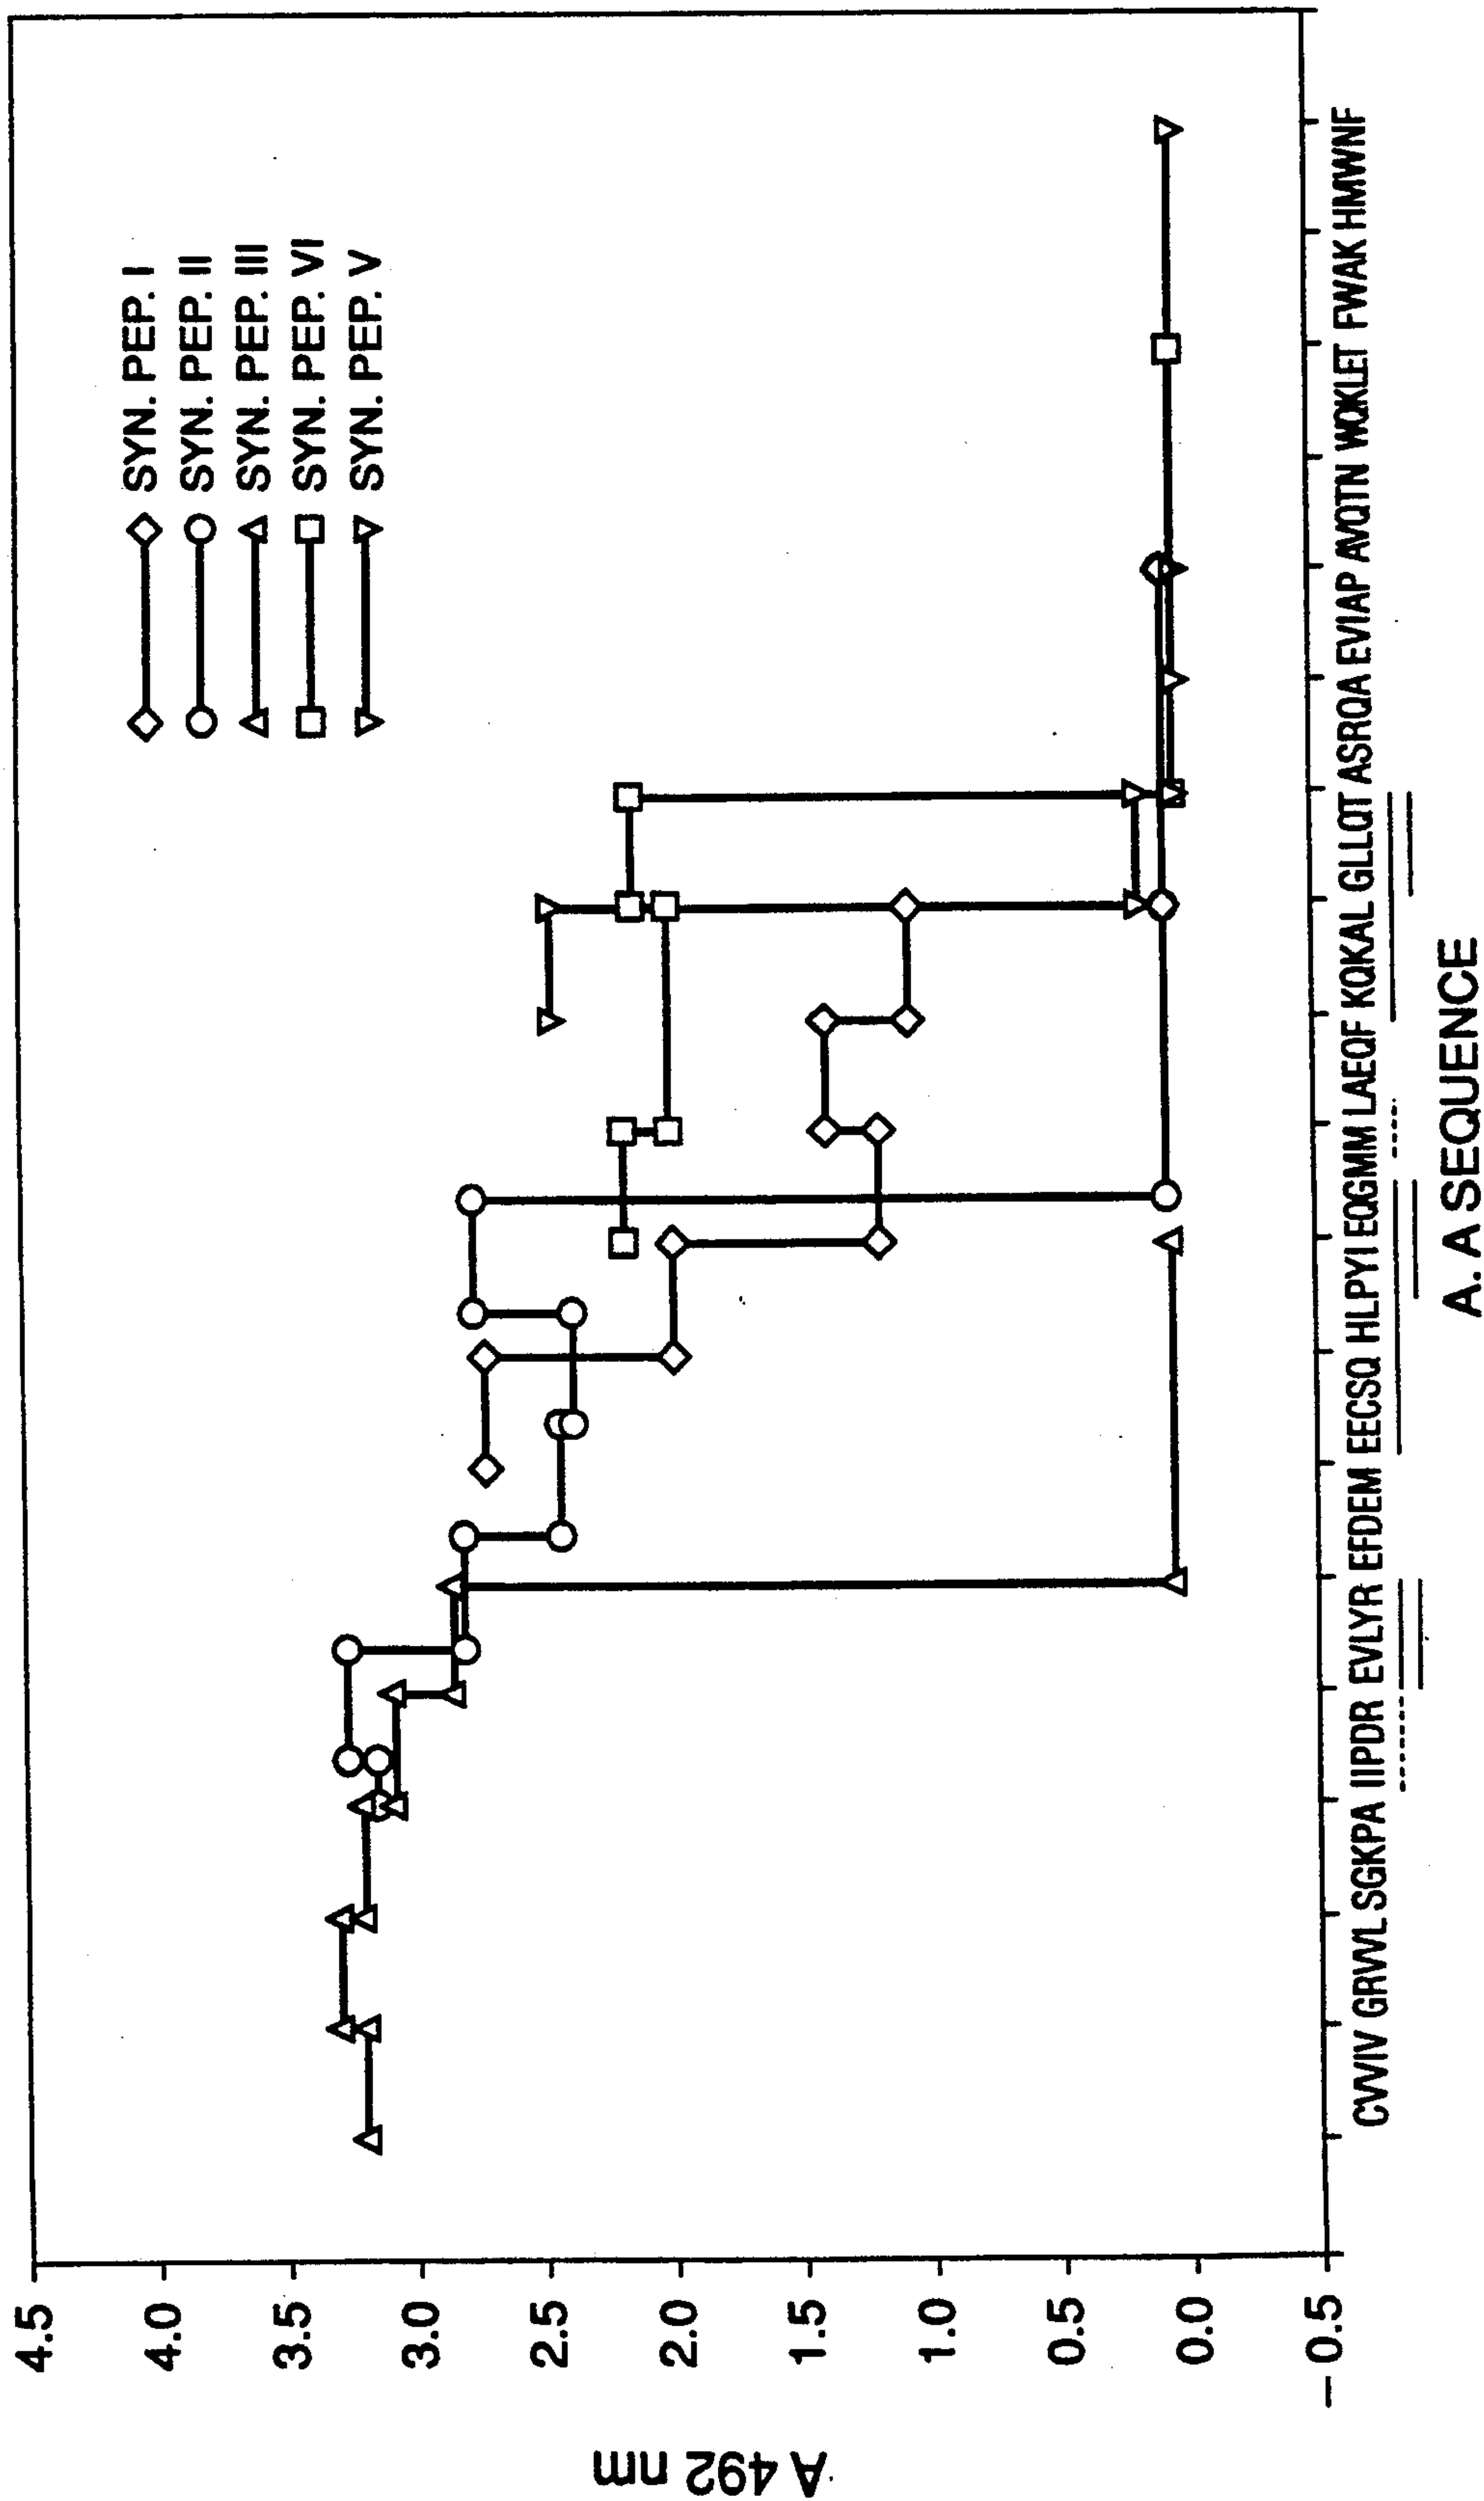 SYN. PEP. I
SYN. PEP. II
SYN. PEP. III
SYN. PEP. VI
SYN. PEP. V
A 492 nm
4.5
4.0
3.5
3.0
2.5
2.0
1.5
1.0
0.5
0.0
– 0.5
CVVIV GRWL SGKPA IIPDR EVLYR EFDEM EECSQ HLPYI EQGMM LAEQF KQKAL GLLQT ASRQA EVIAP AVQTN WQKLET FWAK HMWNF
A. A SEQUENCE